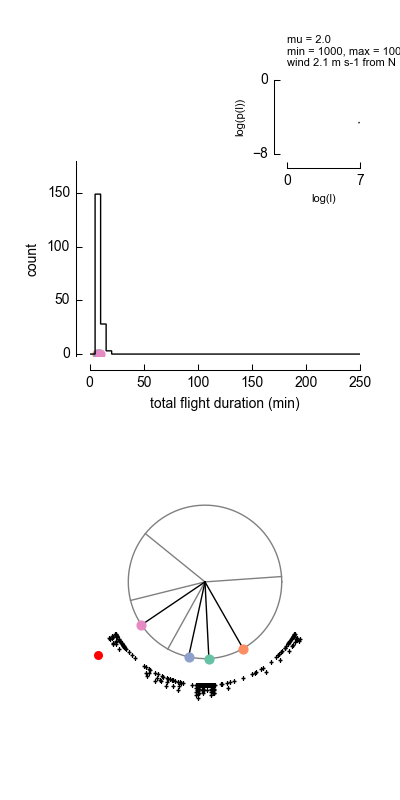 mu = 2.0
min = 1000, max = 100
wind 2.1 m s-1 from N
0
log(p(l))
−8
0 7
log(l)
150
100
count
50
0
0 50 100 150 200 250
total flight duration (min)